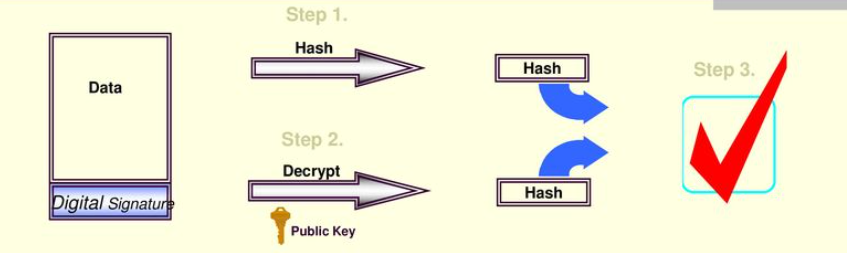 Step 1.
Hash
Data
Hash
Step 3.
Step 2.
Decrypt
Digital Signature
Hash
Public Key